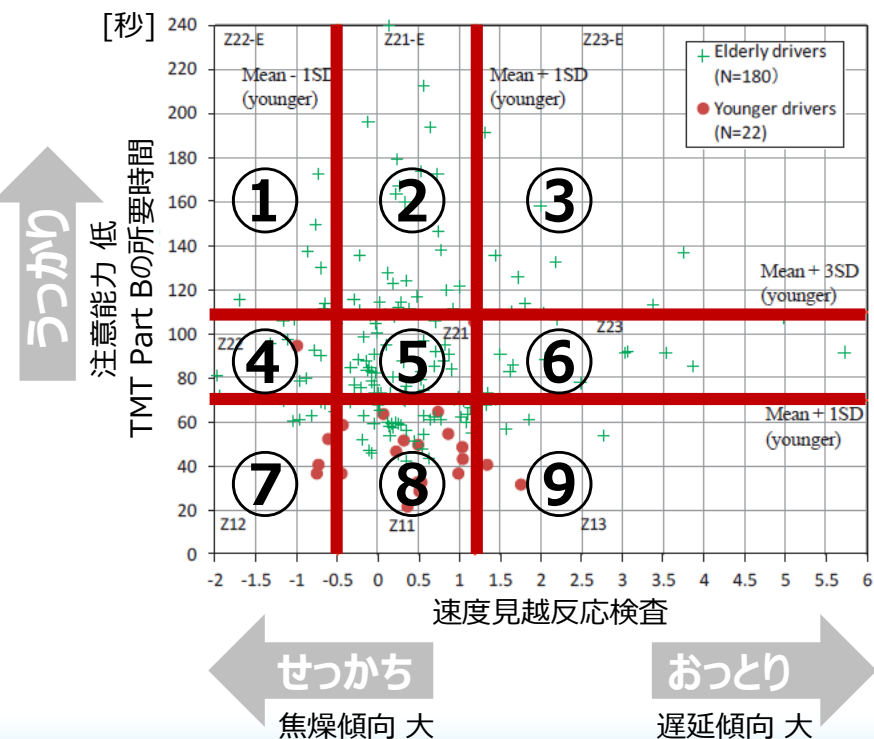 [秒]
240
220
200
180
160
140
120
100
80
60
40
20
0
Z22-E
Z21-E
Z23-E
Mean - 1SD
(younger)
Mean + 1SD
(younger)
Elderly drivers
(N=180）
Younger drivers
(N=22)
①
②
③
うっかり
注意能力 低
TMT Part Bの所要時間
Mean + 3SD
(younger)
Z22
Z21
Z23
④
⑤
⑥
Mean + 1SD
(younger)
⑦
⑧
⑨
Z12
Z11
Z13
-2 -1.5 -1 -0.5 0 0.5 1 1.5 2 2.5 3 3.5 4 4.5 5 5.5 6
速度見越反応検査
せっかち
おっとり
焦燥傾向 大
遅延傾向 大